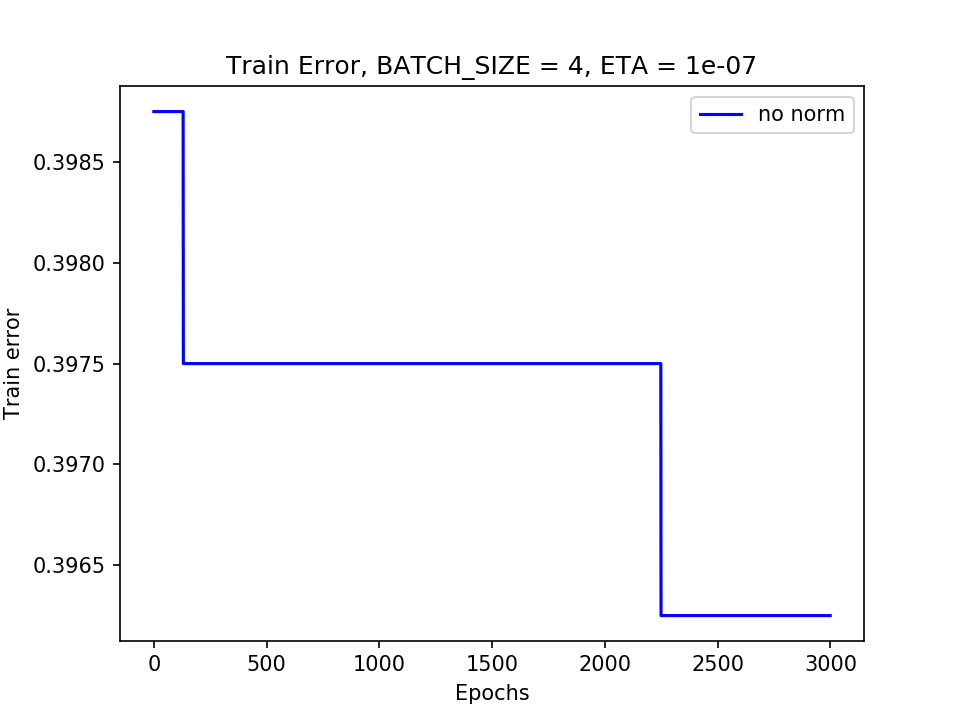 Train Error, BATCH_SIZE = 4, ETA = 1e-07
no norm
0.3985
0.3980
0.3975
0.3970
0.3965
Train error
0 500 1000 1500 2000 2500 3000
Epochs